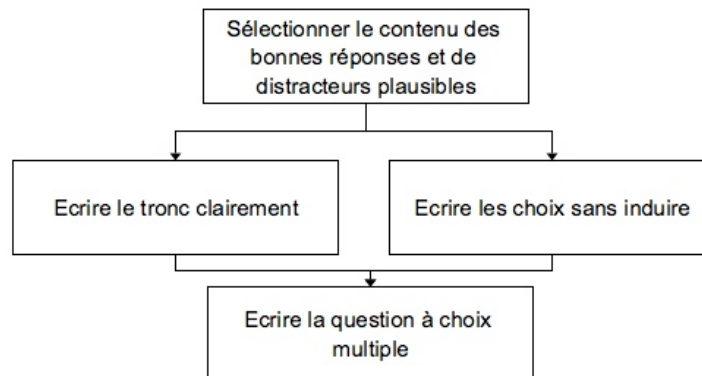 Sélectionner le contenu des
bonnes réponses et de
distracteurs plausibles
Ecrire le tronc clairement
Ecrire les choix sans induire
Ecrire la question à choix
multiple